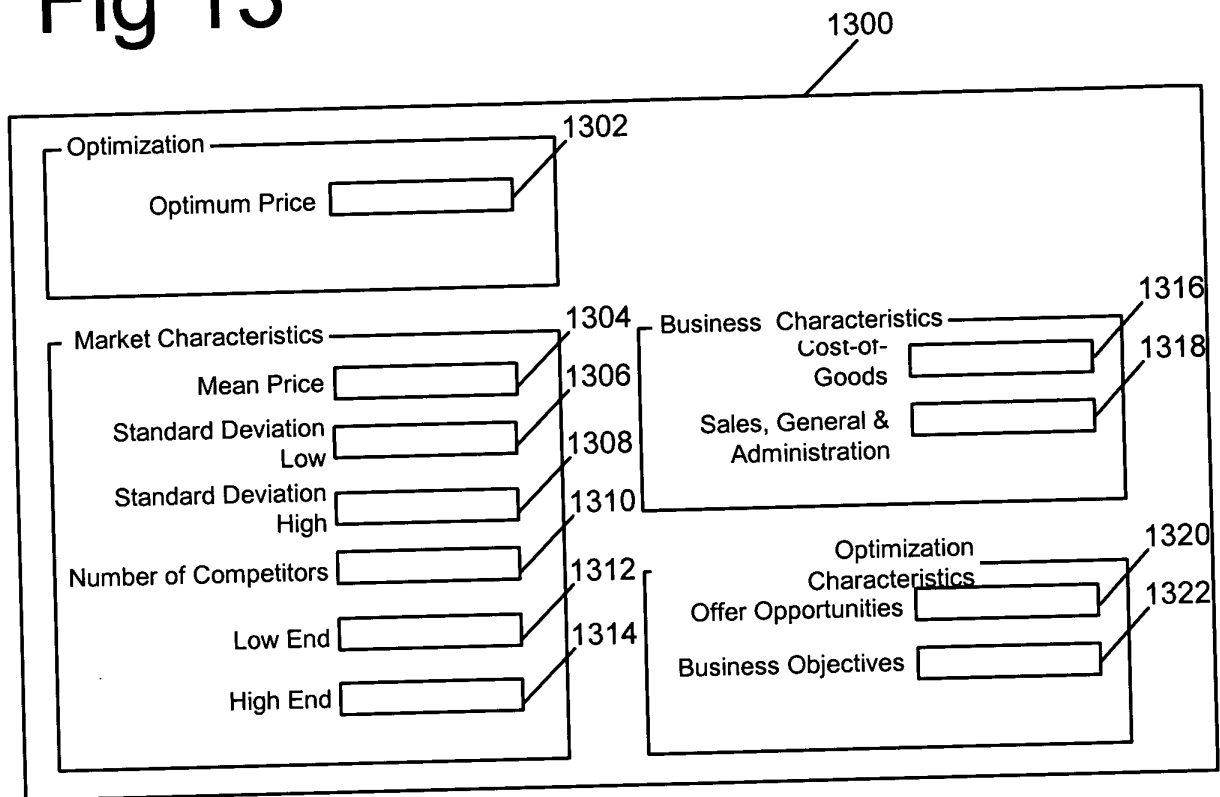 Fig 13
1300
Optimization
1302
Optimum Price
Market Characteristics
1304
Mean Price
1306
Standard Deviation
Low
1308
Standard Deviation
High
1310
Number of Competitors
1312
Low End
1314
High End
Business Characteristics
1316
Cost-of-
Goods
1318
Sales, General &
Administration
Optimization
Characteristics
1320
Offer Opportunities
1322
Business Objectives